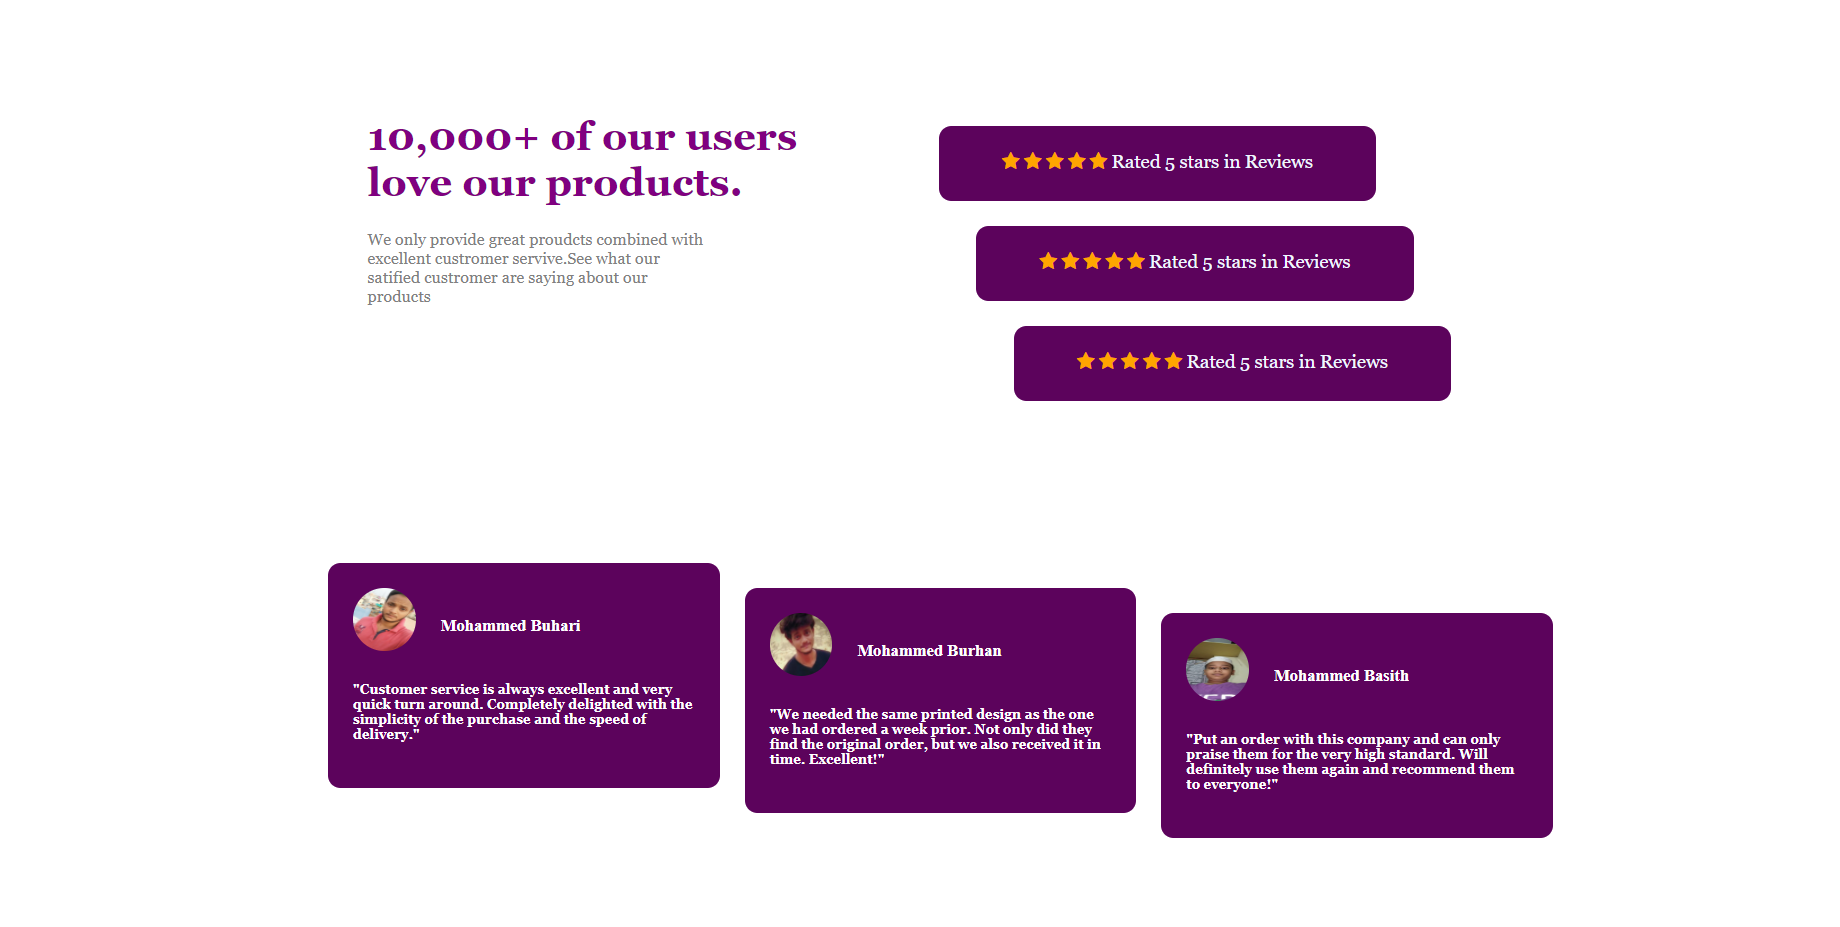 10,000+ of our users
love our products.
We only provide great proudcts combined with
excellent custromer servive.See what our
satified custromer are saying about our
products
Rated 5 stars in Reviews
Rated 5 stars in Reviews
Rated 5 stars in Reviews
Mohammed Buhari
"Customer service is always excellent and very
quick turn around. Completely delighted with the
simplicity of the purchase and the speed of
delivery."
Mohammed Burhan
"We needed the same printed design as the one
we had ordered a week prior. Not only did they
find the original order, but we also received it in
time. Excellent!"
Mohammed Basith
"Put an order with this company and can only
praise them for the very high standard. Will
definitely use them again and recommend them
to everyone!"